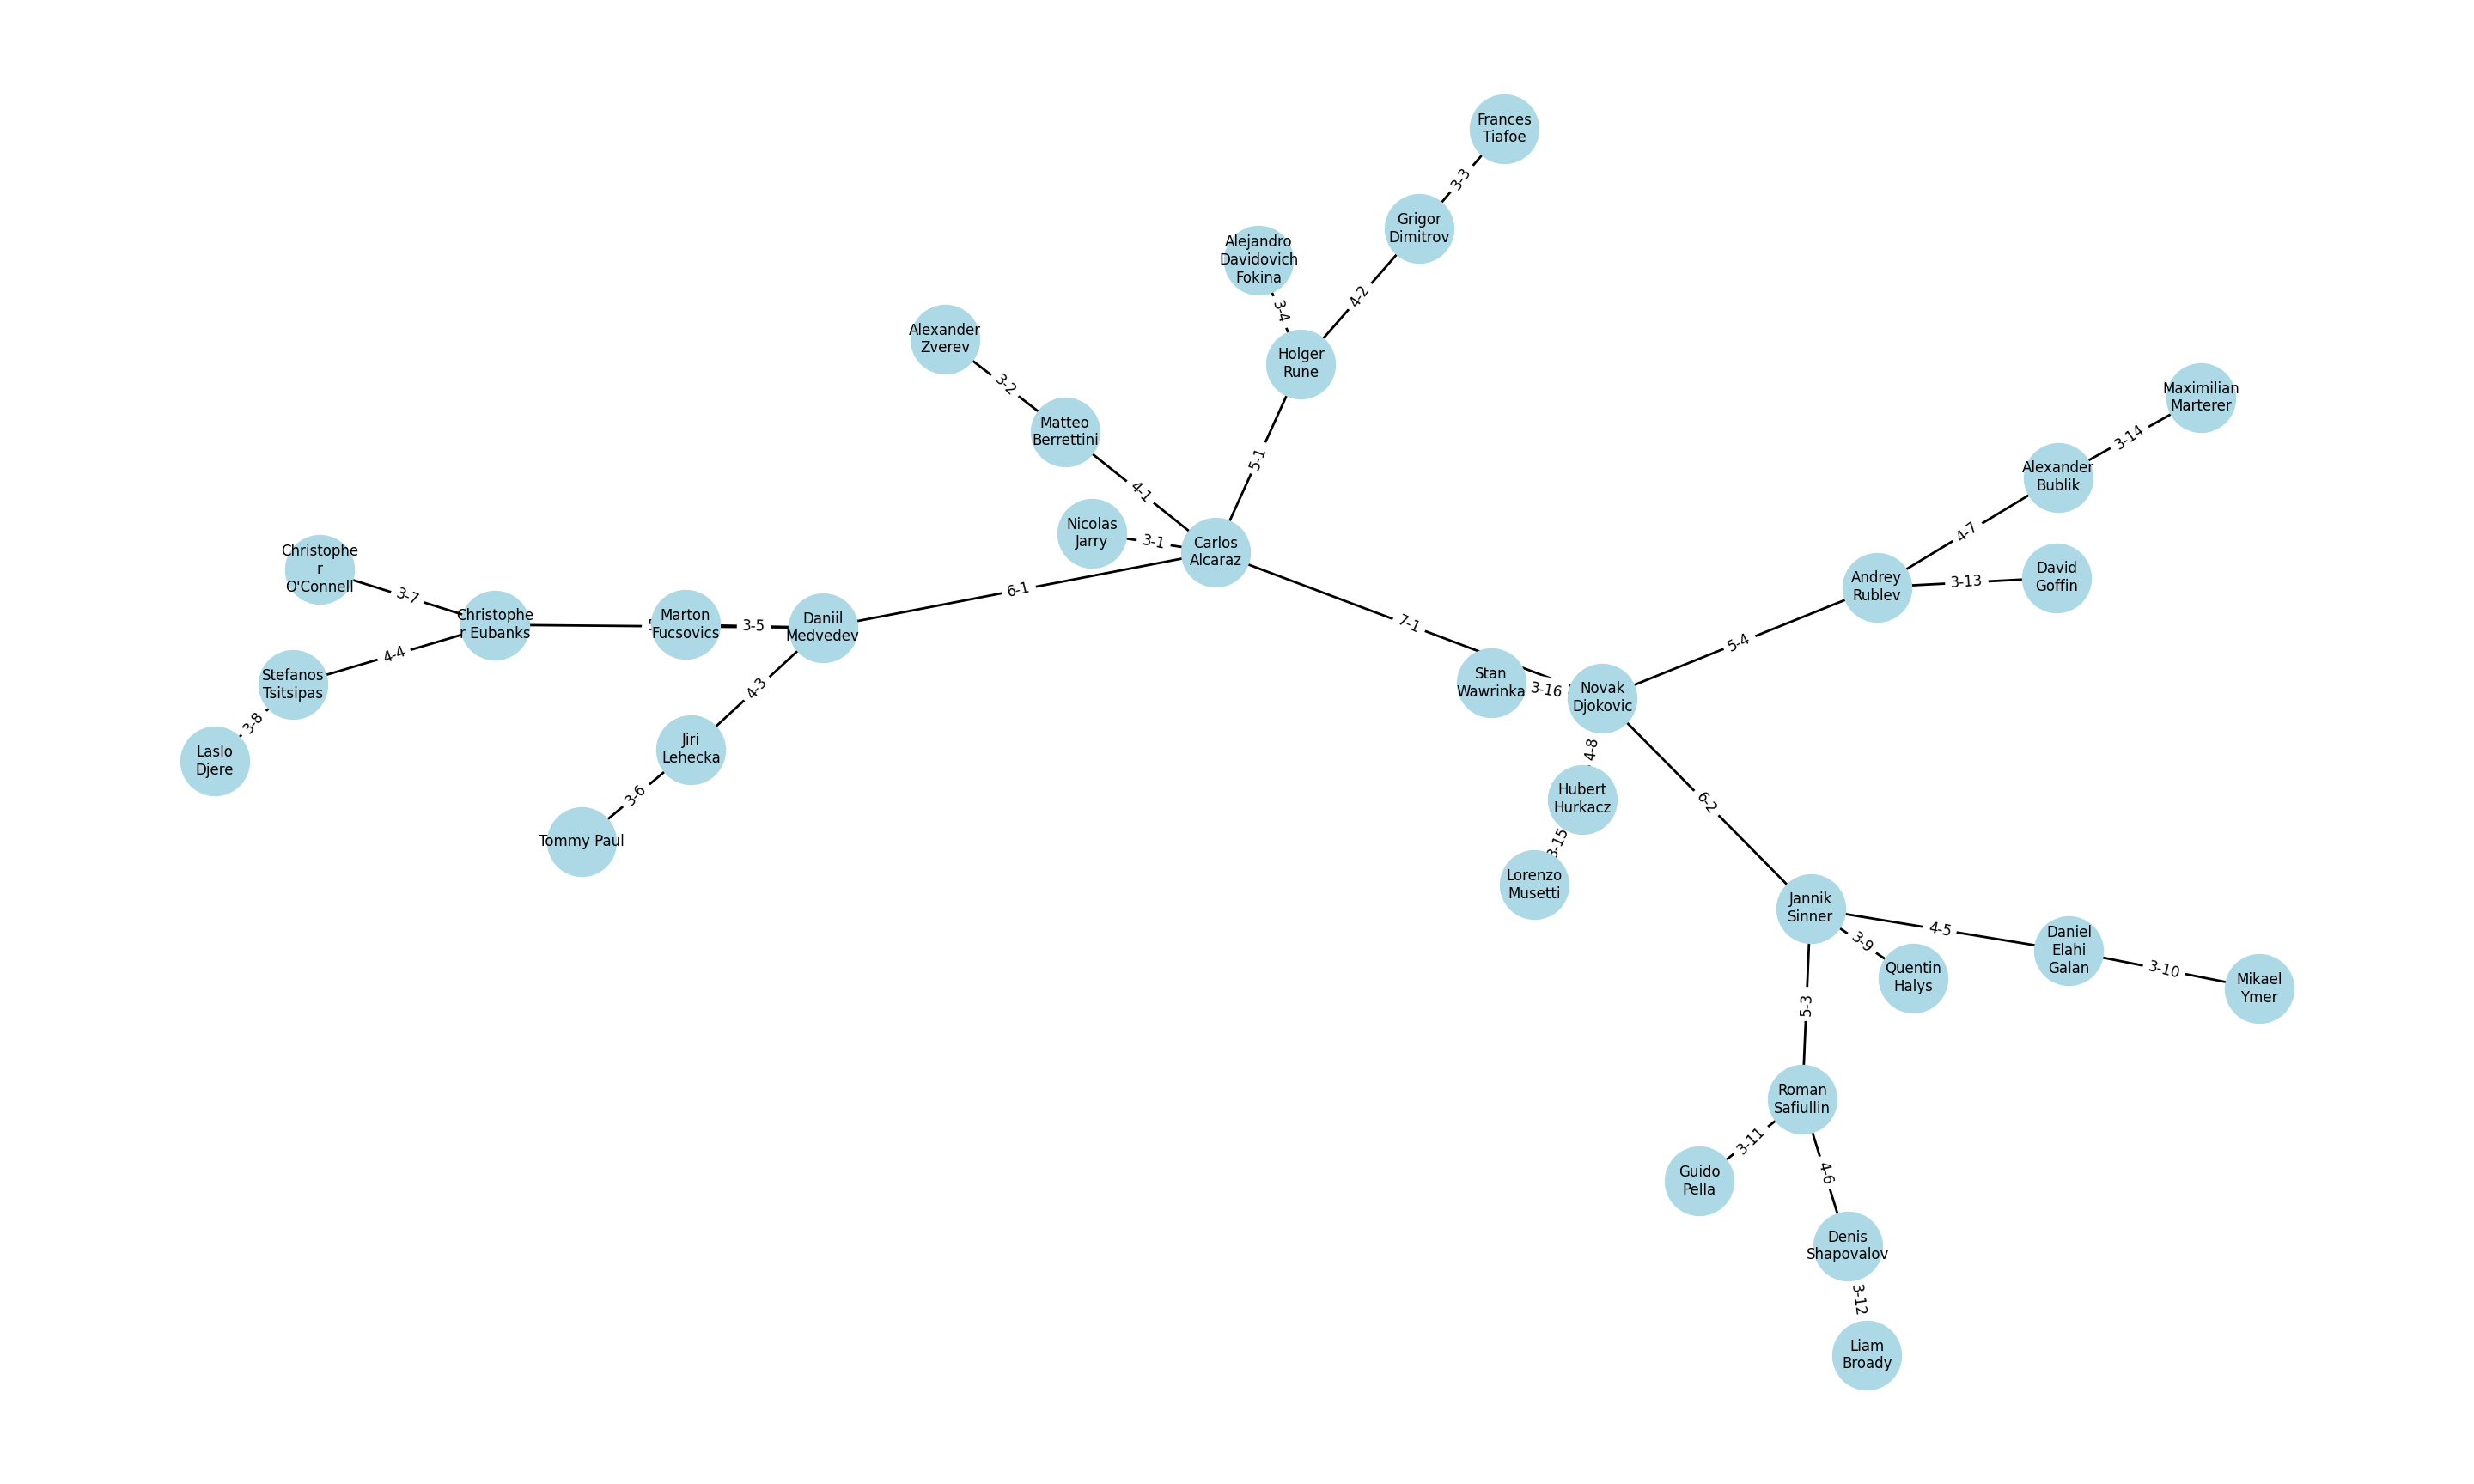 Frances
Tiafoe
3-3
Grigor
Dimitrov
Alejandro
Davidovich
Fokina
4-2
3-4
Alexander
Zverev
Holger
Rune
3-2
Maximilian
Marterer
Matteo
Berrettini
3-14
5-1
Alexander
Bublik
4-1
Nicolas
Jarry
3-1
Carlos
Alcaraz
4-7
Christophe
r
O'Connell
David
Goffin
3-13
Andrey
Rublev
6-1
3-7
Christophe
r Eubanks
Marton
Fucsovics
3-5
Daniil
Medvedev
7-1
5-4
4-4
Stefanos
Tsitsipas
4-3
Stan
Wawrinka
3-16
Novak
Djokovic
3-8
Jiri
Lehecka
4-8
Laslo
Djere
3-6
Hubert
Hurkacz
6-2
Tommy Paul
3-15
Lorenzo
Musetti
Jannik
Sinner
4-5
3-9
Daniel
Elahi
Galan
Quentin
Halys
3-10
Mikael
Ymer
5-3
Roman
Safiullin
3-11
4-6
Guido
Pella
Denis
Shapovalov
3-12
Liam
Broady